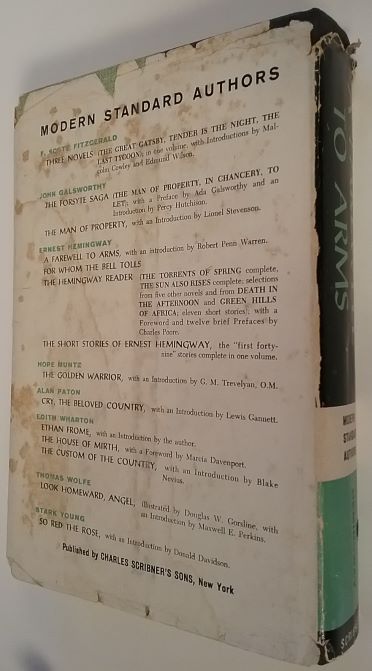 MODERN STANDARD AUTHORS
F. SCOTT FITZGERALD
THREE NOVELS (THE GREAT GATSBY, TENDER IS THE NIGHT, THE
LAST TYCOON); in one volume, with Introductions by Mal-
colm Cowley and Edmund Wilson.
JOHN GALSWORTHY
THE FORSYTE SAGA (THE MAN OF PROPERTY, IN CHANCERY, TO
LET); with a Preface by Ada Galsworthy and an
Introduction by Percy Hutchison.
THE MAN OF PROPERTY, with an Introduction by Lionel Stevenson.
ERNEST HEMINGWAY
A FAREWELL TO ARMS, with an introduction by Robert Penn Warren.
FOR WHOM THE BELL TOLLS
THE HEMINGWAY READER (THE TORRENTS OF SPRING complete,
THE SUN ALSO RISES complete; selections
from five other novels and from DEATH IN
THE AFTERNOON and GREEN HILLS
OF AFRICA; eleven short stories); with a
Foreword and twelve brief Prefaces by
Charles Poore.
THE SHORT STORIES OF ERNEST HEMINGWAY, the "first forty-
nine" stories complete in one volume.
HOPE MUNTZ
THE GOLDEN WARRIOR, with an Introduction by G. M. Trevelyan, O.M.
ALAN PATON
CRY, THE BELOVED COUNTRY, with an Introduction by Lewis Gannett.
EDITH WHARTON
ETHAN FROME, with an Introduction by the author.
THE HOUSE OF MIRTH, with a Foreword by Marcia Davenport.
THE CUSTOM OF THE COUNTRY, with an Introduction by Blake
Nevius.
THOMAS WOLFE
LOOK HOMEWARD, ANGEL, illustrated by Douglas W. Gorsline, with
an Introduction by Maxwell E. Perkins.
STARK YOUNG
SO RED THE ROSE, with an Introduction by Donald Davidson.
Published by CHARLES SCRIBNER'S SONS, New York
TO ARMS